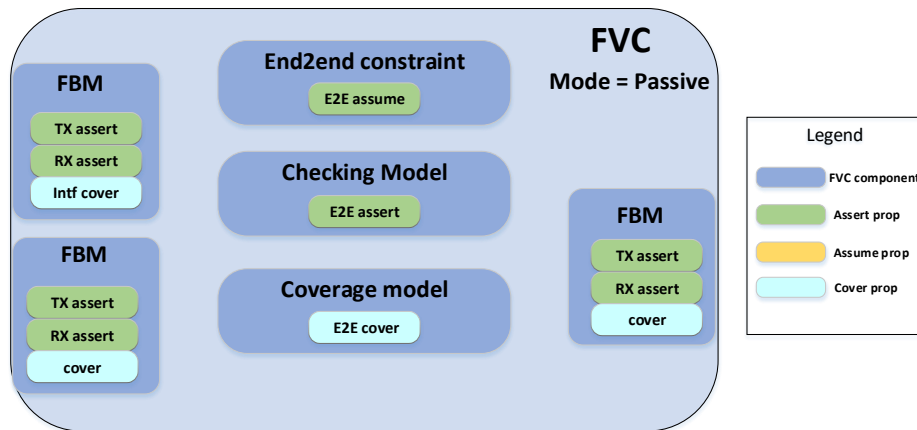 FVC
Mode = Passive
FBM
TX assert
RX assert
Intf cover
FBM
TX assert
RX assert
cover
End2end constraint
E2E assume
Checking Model
E2E assert
Coverage model
E2E cover
FBM
TX assert
RX assert
cover
Legend
FVC component
Assert prop
Assume prop
Cover prop